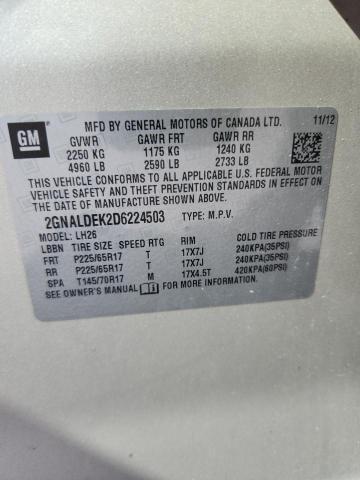 GM
MFD BY GENERAL MOTORS OF CANADA LTD. 11/12
GVWR GAWR FRT GAWR RR
2250 KG 1175 KG 1240 KG
4960 LB 2590 LB 2733 LB
THIS VEHICLE CONFORMS TO ALL APPLICABLE U.S. FEDERAL MOTOR
VEHICLE SAFETY AND THEFT PREVENTION STANDARDS IN EFFECT ON
THE DATE OF MANUFACTURE SHOWN ABOVE.
2GNALDEK2D6224503 TYPE: M.P.V.
MODEL: LH26
LBBN TIRE SIZE SPEED RTG RIM COLD TIRE PRESSURE
FRT P225/65R17 T 17X7J 240KPA(35PSI)
RR P225/65R17 T 17X7J 240KPA(35PSI)
SPA T145/70R17 M 17X4.5T 420KPA(60PSI)
SEE OWNER'S MANUAL FOR MORE INFORMATION.